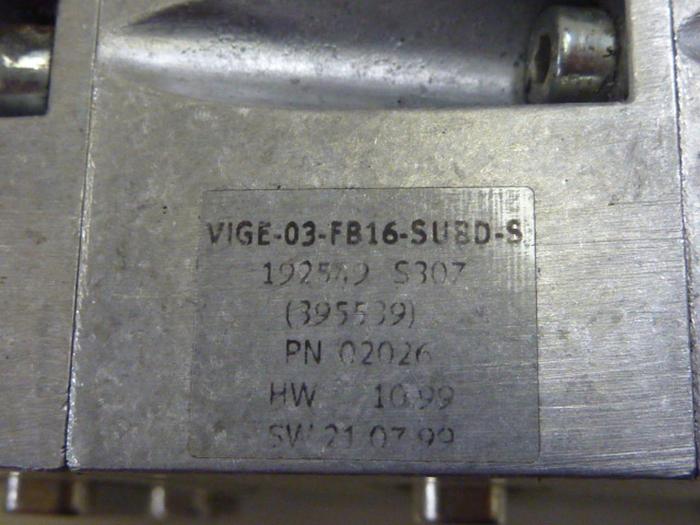 VIGE-03-FB16-SUBD-S
192549 S307
(395539)
PN 02026
HW 10.99
SW 21.07.99